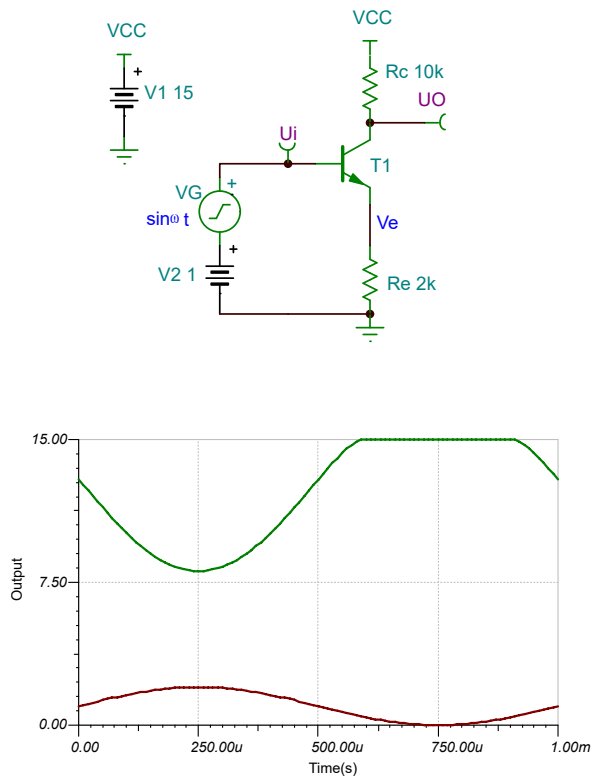 VCC
VCC
+
V1 15
Rc 10k
UO
Ui
T1
VG
+
sinω t
Ve
+
V2 1
Re 2k
15.00
Output
7.50
0.00
0.00
250.00u
500.00u
750.00u
1.00m
Time(s)